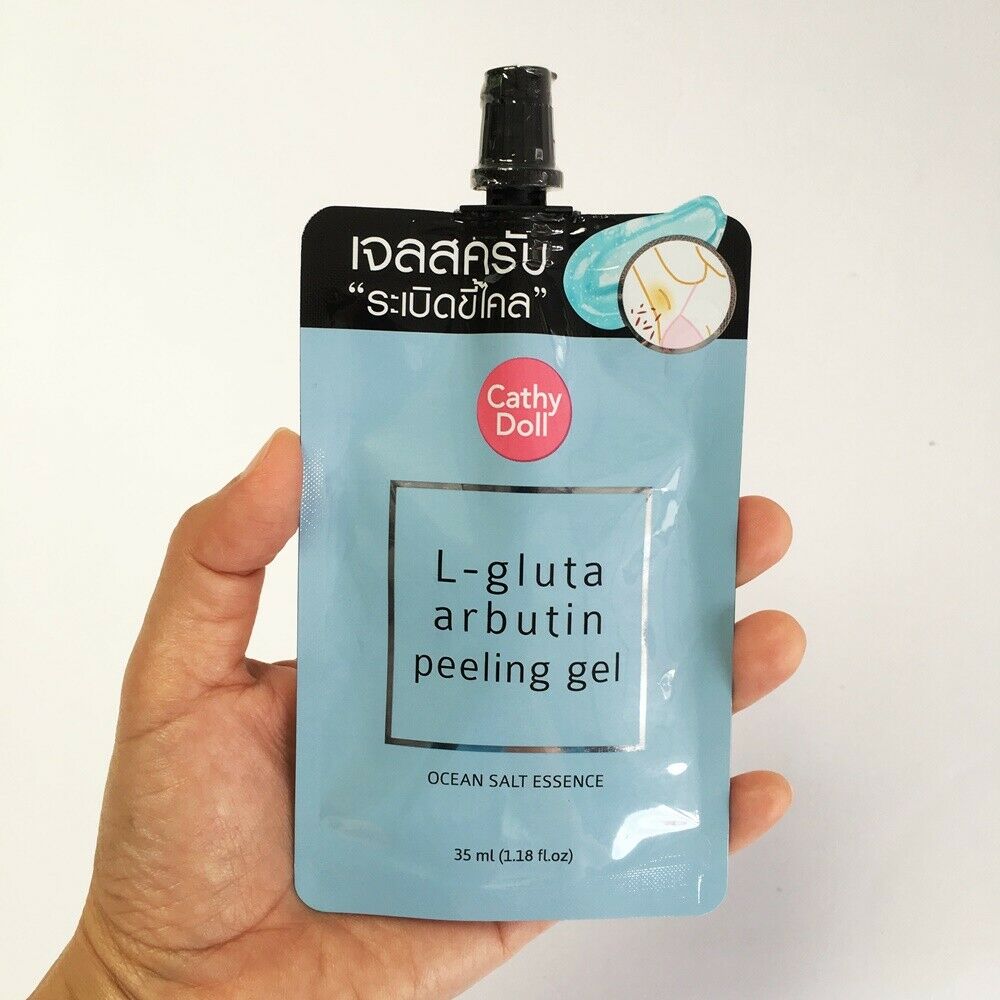 เจลสครับ
“ระเบิดขี้ไคล”
Cathy
Doll
L-gluta
arbutin
peeling gel
OCEAN SALT ESSENCE
35 ml (1.18 fl.oz)